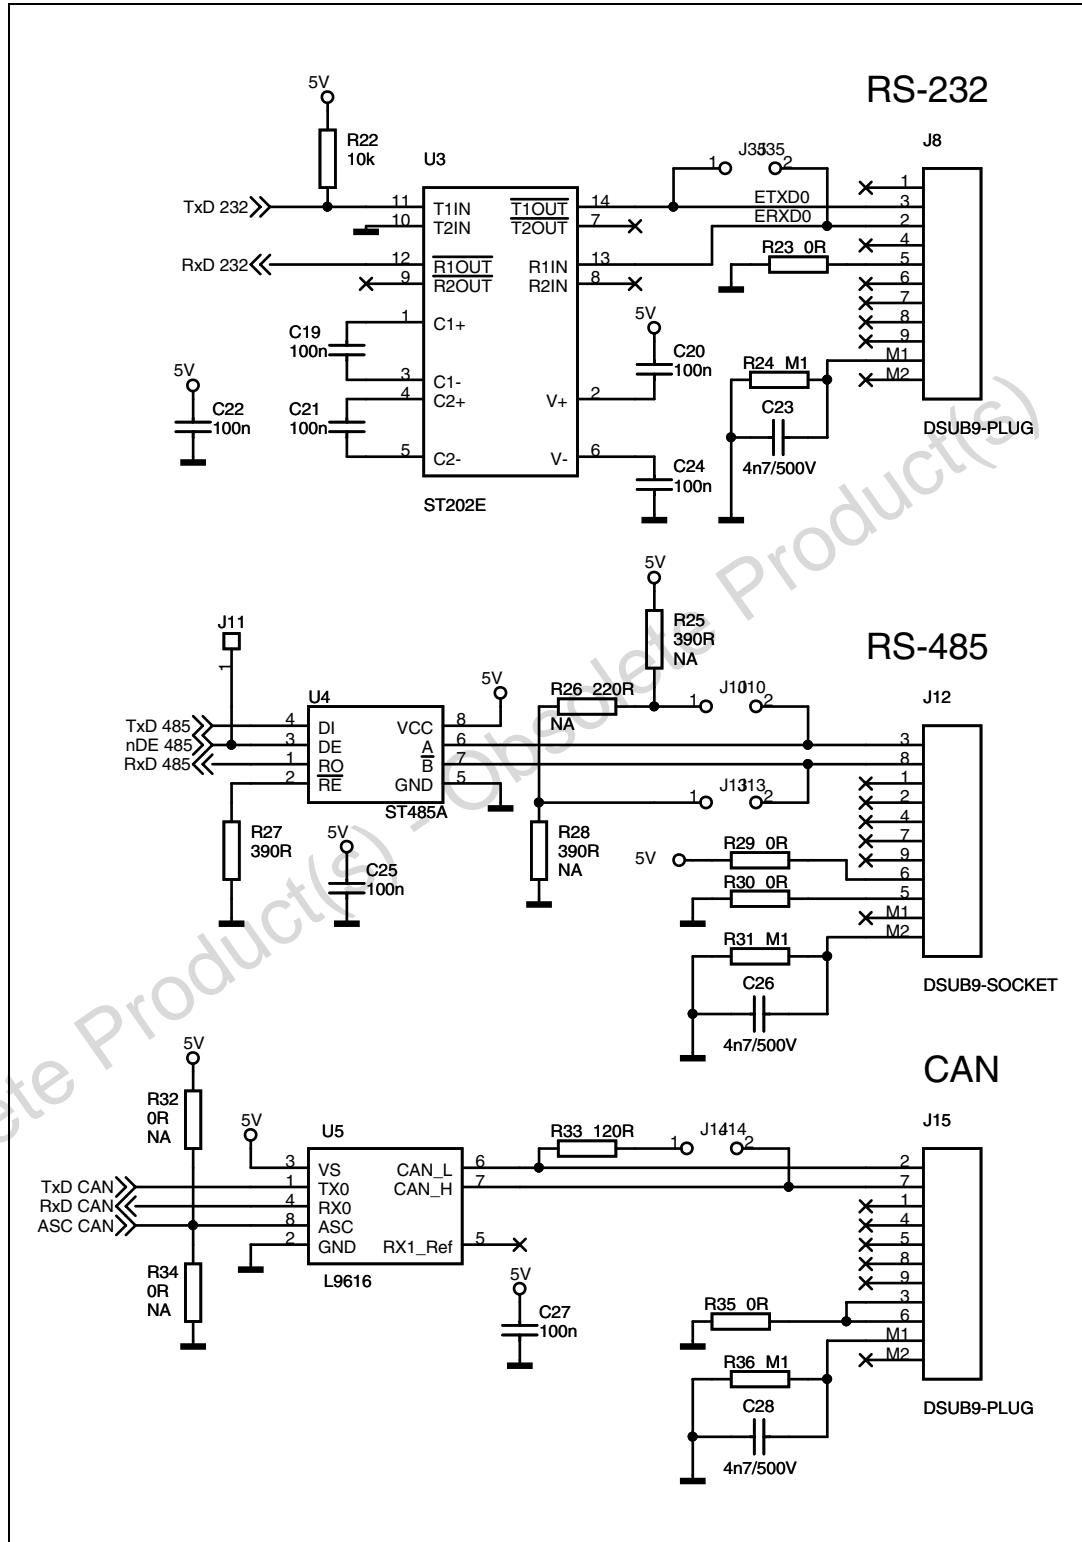 RS-232
5V
J8
R22
10k
U3
1 J35J35 2
TxD 232
11 T1IN T1OUT 14
10 T2IN T2OUT 7
ETXD0
ERXD0
1
3
2
4
5
6
7
8
9
M1
M2
RxD 232
12 R1OUT R1IN 13
9 R2OUT R2IN 8
R23 0R
1 C1+
C19
100n
3 C1-
4 C2+
C21
100n
5 C2-
5V
C20
100n
V+ 2
V- 6
5V
C22
100n
C24
100n
R24 M1
C23
4n7/500V
DSUB9-PLUG
ST202E
RS-485
5V
R25
390R
NA
J11
1
U4
5V
R26 220R
NA
1 J10J10 2
J12
TxD 485
nDE 485
RxD 485
4 DI VCC 8
3 DE A 6
1 RO B 7
2 RE GND 5
ST485A
3
8
1
2
4
7
9
6
5
M1
M2
1 J13J13 2
R27
390R
5V
C25
100n
R28
390R
NA
5V
R29 0R
R30 0R
R31 M1
C26
4n7/500V
DSUB9-SOCKET
CAN
5V
R32
0R
NA
5V
U5
R33 120R
1 J14J14 2
J15
TxD CAN
RxD CAN
ASC CAN
3 VS CAN_L 6
1 TX0 CAN_H 7
4 RX0
8 ASC
2 GND RX1_Ref 5
L9616
2
7
1
4
5
8
9
3
6
M1
M2
R34
0R
NA
5V
C27
100n
R35 0R
R36 M1
C28
4n7/500V
DSUB9-PLUG
ete Product(s) - Obsolete Product(s)